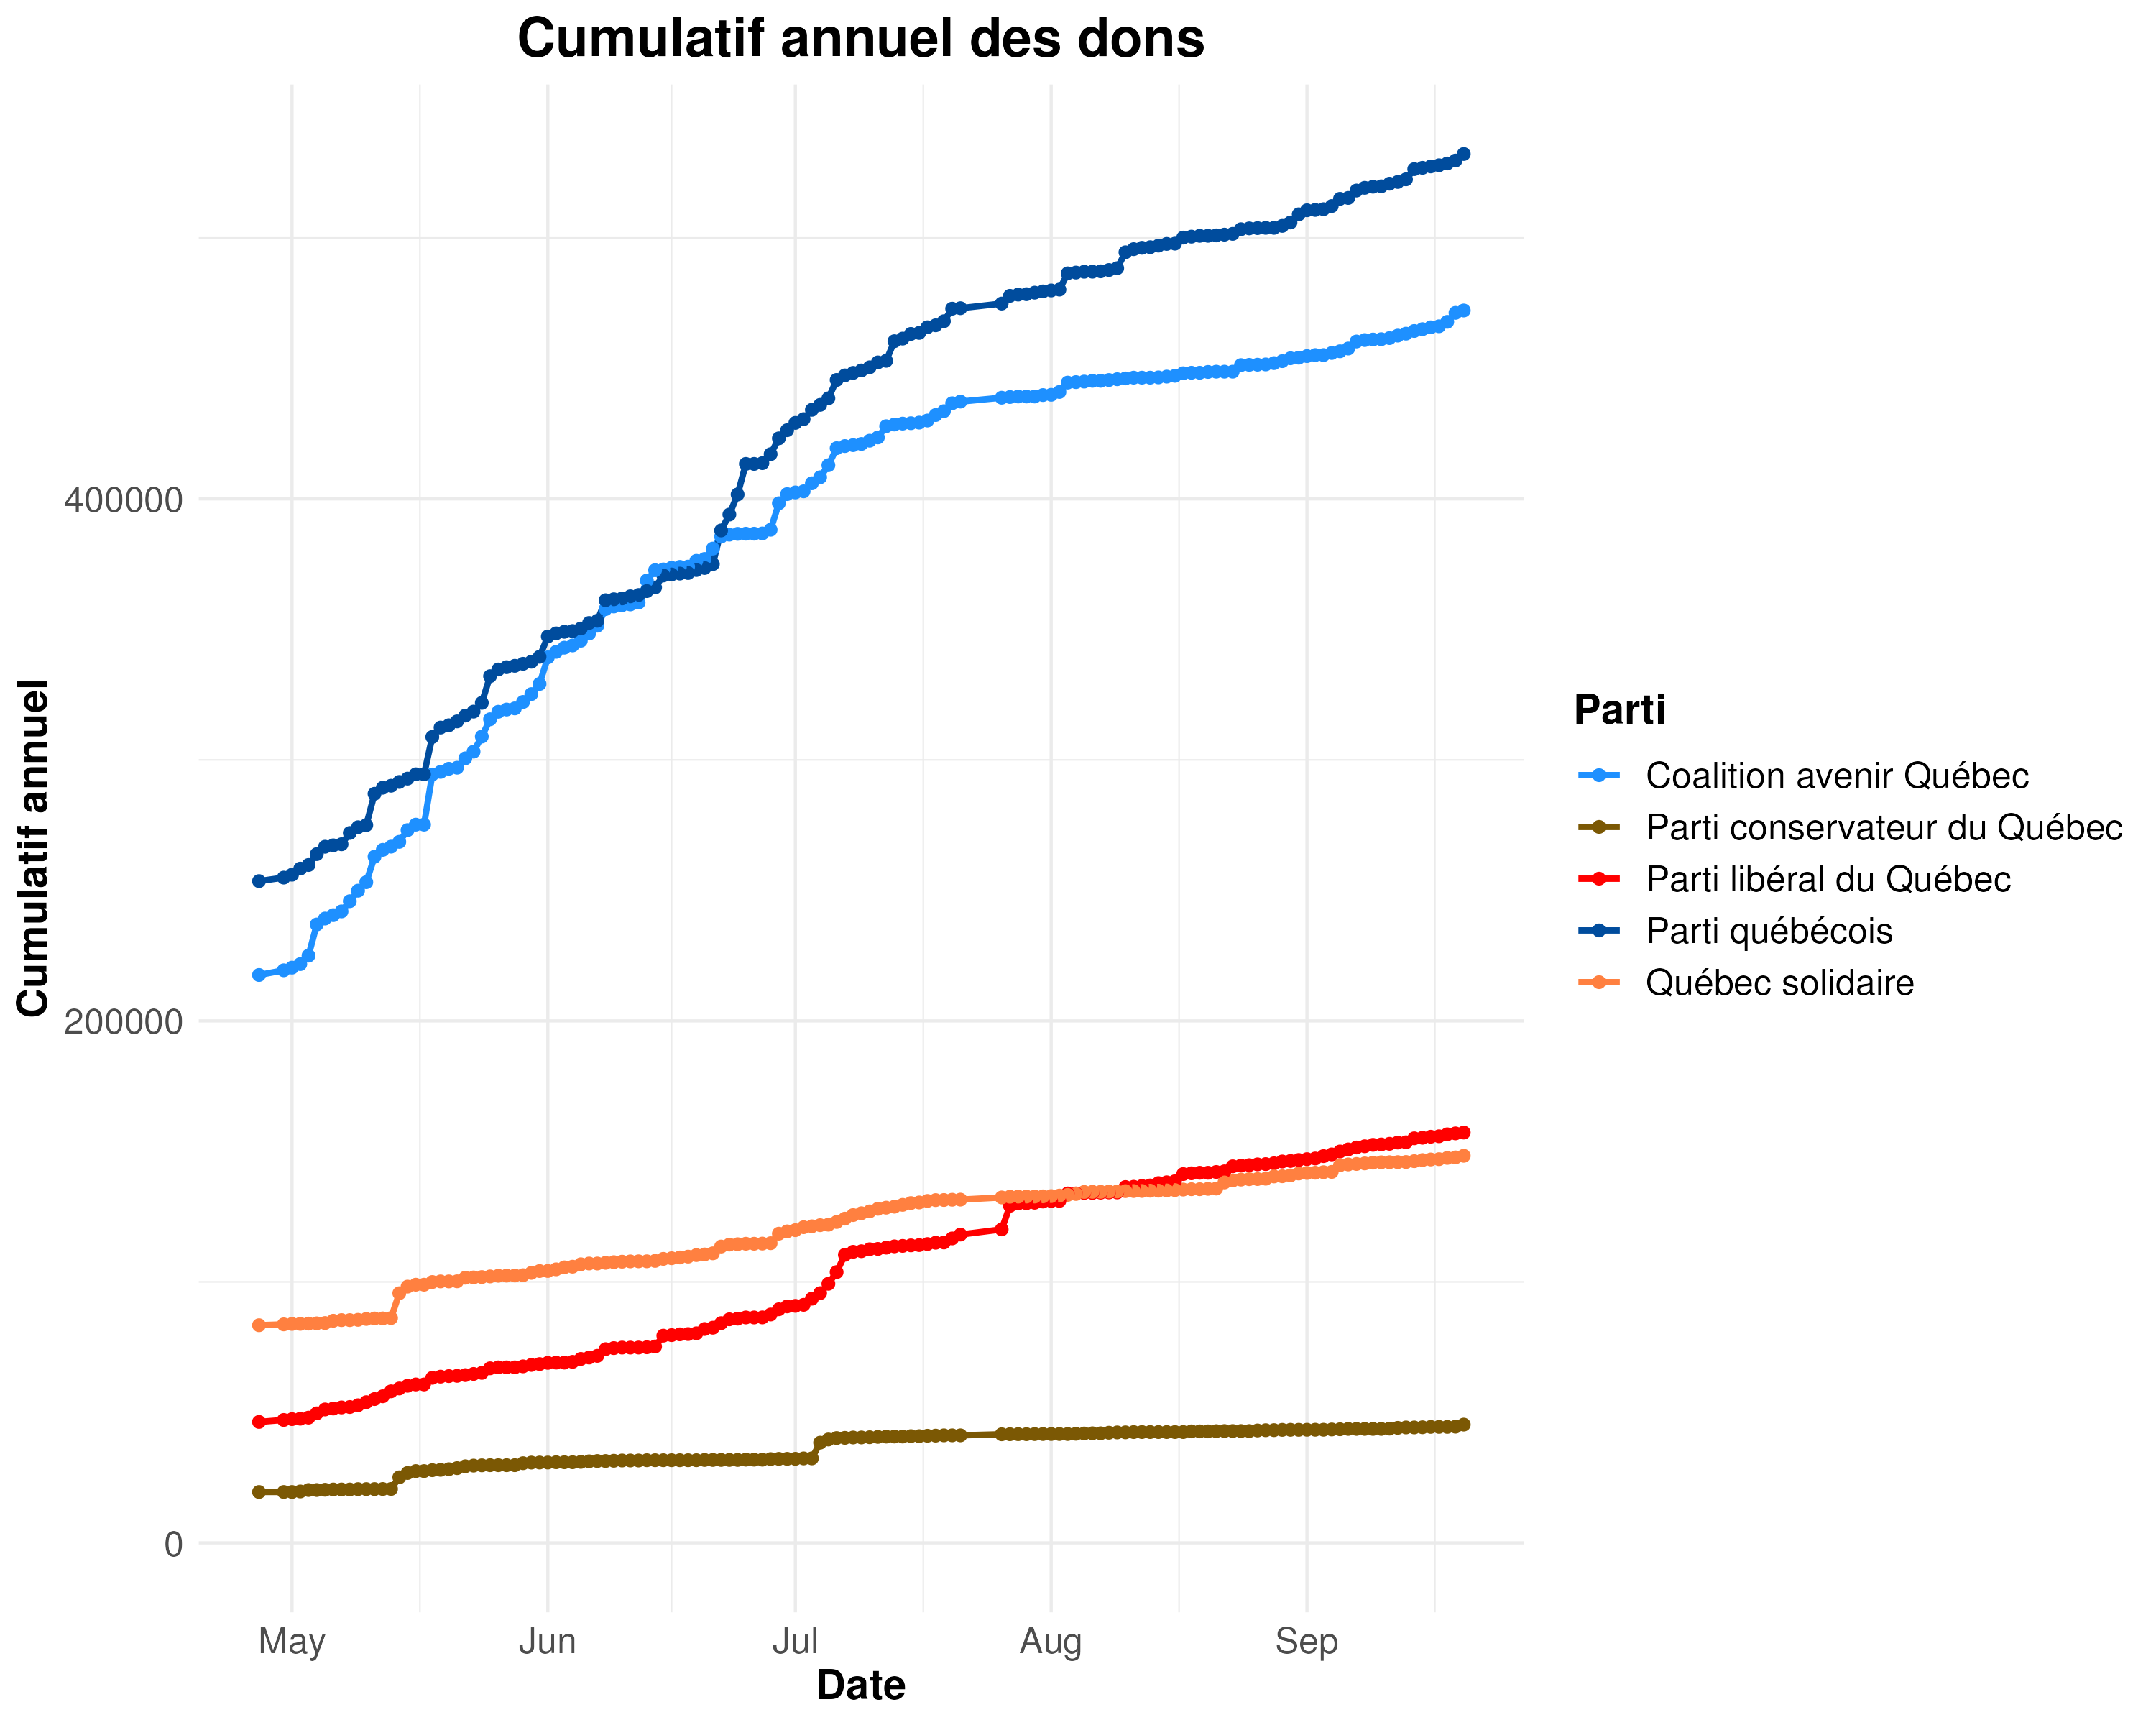 Cumulatif annuel des dons
Cumulatif annuel
400000
200000
0
May Jun Jul Aug Sep
Date
Parti
Coalition avenir Québec
Parti conservateur du Québec
Parti libéral du Québec
Parti québécois
Québec solidaire